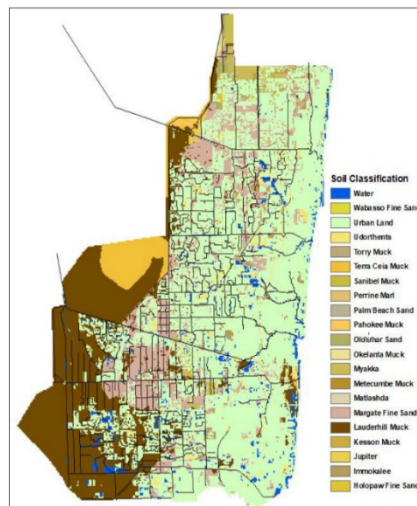 Soil Classification
Water
Wabasso Fine Sand
Urban Land
Udorthents
Torry Muck
Terra Ceia Muck
Sanibel Muck
Perrine Marl
Palm Beach Sand
Pahokee Muck
Oldsmar Sand
Okelanta Muck
Myakka
Metecumbe Muck
Matlashda
Margate Fine Sand
Lauderhill Muck
Kesson Muck
Jupiter
Immokalee
Holopaw Fine Sand